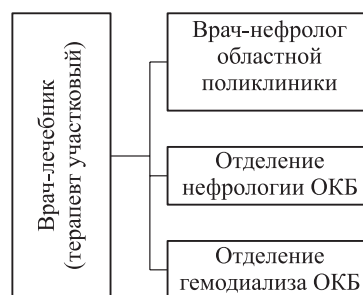 Врач-лечебник
(терапевт участковый)
Врач-нефролог
областной
поликлиники
Отделение
нефрологии ОКБ
Отделение
гемодиализа ОКБ